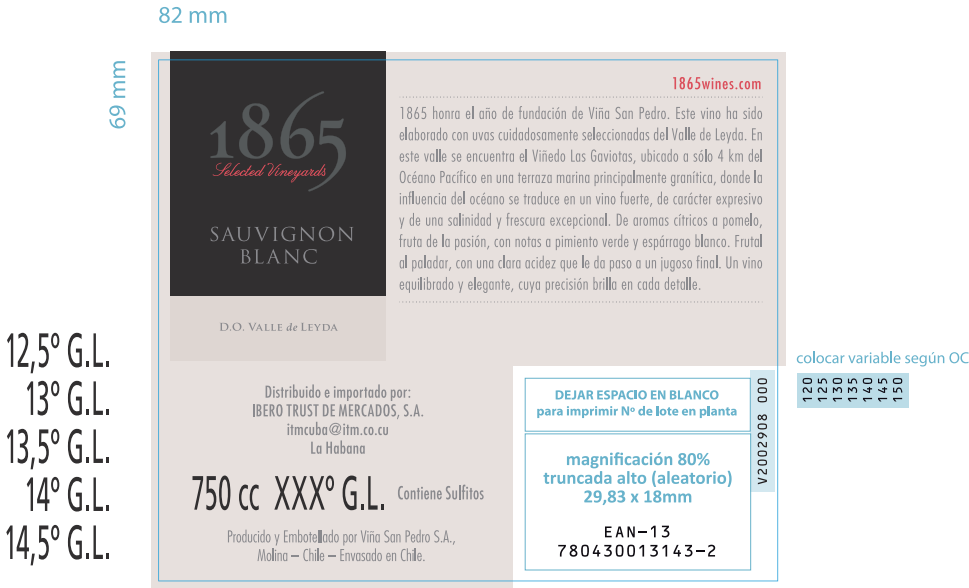 82 mm
69 mm
1865
Selected Vineyards
SAUVIGNON
BLANC
D.O. VALLE de LEYDA
1865wines.com
1865 honra el año de fundación de Viña San Pedro. Este vino ha sido
elaborado con uvas cuidadosamente seleccionadas del Valle de Leyda. En
este valle se encuentra el Viñedo Las Gaviotas, ubicado a sólo 4 km del
Océano Pacífico en una terraza marina principalmente granítica, donde la
influencia del océano se traduce en un vino fuerte, de carácter expresivo
y de una salinidad y frescura excepcional. De aromas cítricos a pomelo,
fruta de la pasión, con notas a pimiento verde y espárrago blanco. Frutal
al paladar, con una clara acidez que le da paso a un jugoso final. Un vino
equilibrado y elegante, cuya precisión brilla en cada detalle.
12,5° G.L.
13° G.L.
13,5° G.L.
14° G.L.
14,5° G.L.
Distribuido e importado por:
IBERO TRUST DE MERCADOS, S.A.
itmcuba@itm.co.cu
La Habana
750 cc XXX° G.L. Contiene Sulfitos
Producido y Embotellado por Viña San Pedro S.A.,
Molina – Chile – Envasado en Chile.
DEJAR ESPACIO EN BLANCO
para imprimir Nº de lote en planta
magnificación 80%
truncada alto (aleatorio)
29,83 x 18mm
EAN-13
780430013143-2
V2002908 000
colocar variable según OC
120
125
130
135
140
145
150